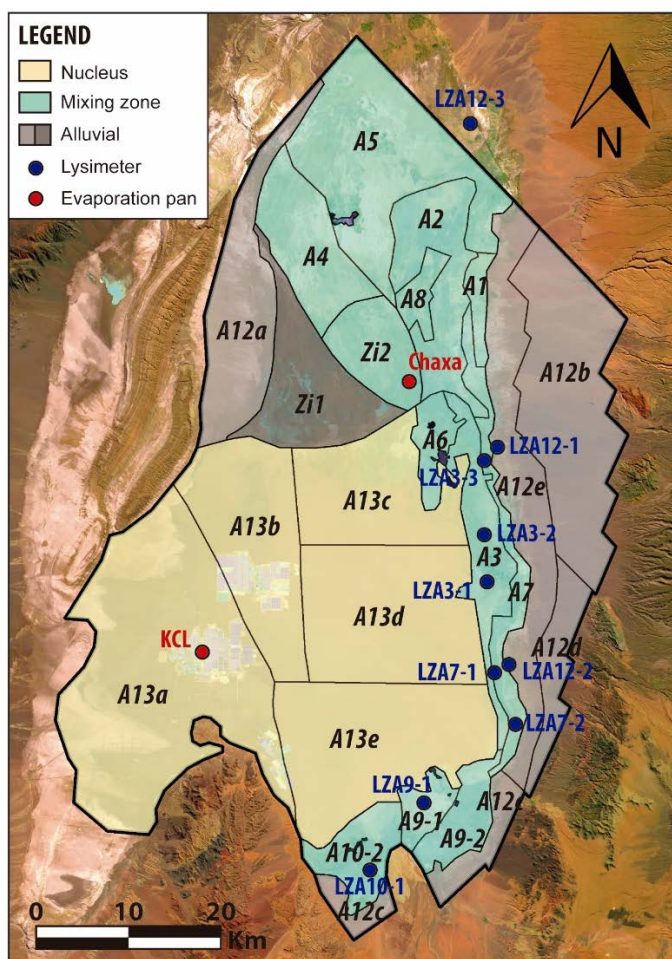 LEGEND
Nucleus
Mixing zone
Alluvial
Lysimeter
Evaporation pan
N
LZA12-3
A5
A2
A4
A8
A1
A12a
Zi2
Chaxa
A12b
Zi1
A6
LZA12-1
LZA3-3
A12e
A13c
A13b
LZA3-2
A3
LZA3-1
A7
A13d
KCL
A12d
LZA7-1
LZA12-2
A13a
LZA7-2
A13e
LZA9-1
A12c
A9-1
A9-2
A10-2
LZA10-1
A12c
0 10 20
Km